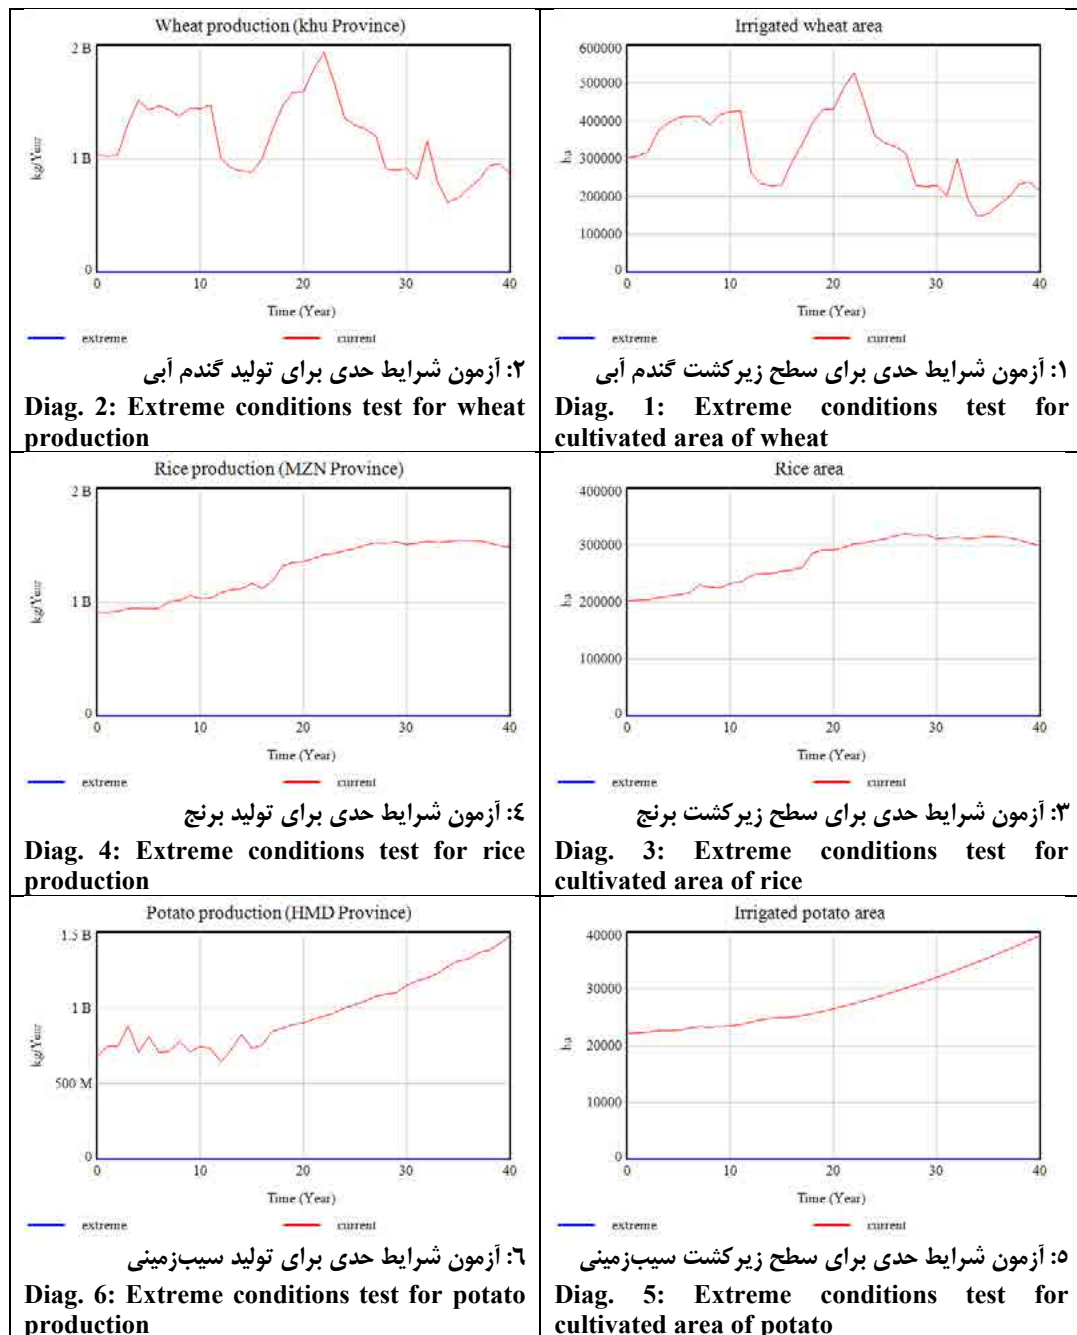 Wheat production (khu Province)
2 B
1 B
0
kg/Year
0
10
20
30
40
Time (Year)
extreme
current
۲: آزمون شرایط حدی برای تولید گندم آبی
Diag. 2: Extreme conditions test for wheat
production
Irrigated wheat area
600000
500000
400000
300000
200000
100000
0
ha
0
10
20
30
40
Time (Year)
extreme
current
۱: آزمون شرایط حدی برای سطح زیرکشت گندم آبی
Diag. 1: Extreme conditions test for
cultivated area of wheat
Rice production (MZN Province)
2 B
1 B
0
kg/Year
0
10
20
30
40
Time (Year)
extreme
current
٤: آزمون شرایط حدی برای تولید برنج
Diag. 4: Extreme conditions test for rice
production
Rice area
400000
300000
200000
100000
0
ha
0
10
20
30
40
Time (Year)
extreme
current
۳: آزمون شرایط حدی برای سطح زیرکشت برنج
Diag. 3: Extreme conditions test for
cultivated area of rice
Potato production (HMD Province)
1.5 B
1 B
500 M
0
kg/Year
0
10
20
30
40
Time (Year)
extreme
current
٦: آزمون شرایط حدی برای تولید سیب‌زمینی
Diag. 6: Extreme conditions test for potato
production
Irrigated potato area
40000
30000
20000
10000
0
ha
0
10
20
30
40
Time (Year)
extreme
current
۵: آزمون شرایط حدی برای سطح زیرکشت سیب‌زمینی
Diag. 5: Extreme conditions test for
cultivated area of potato